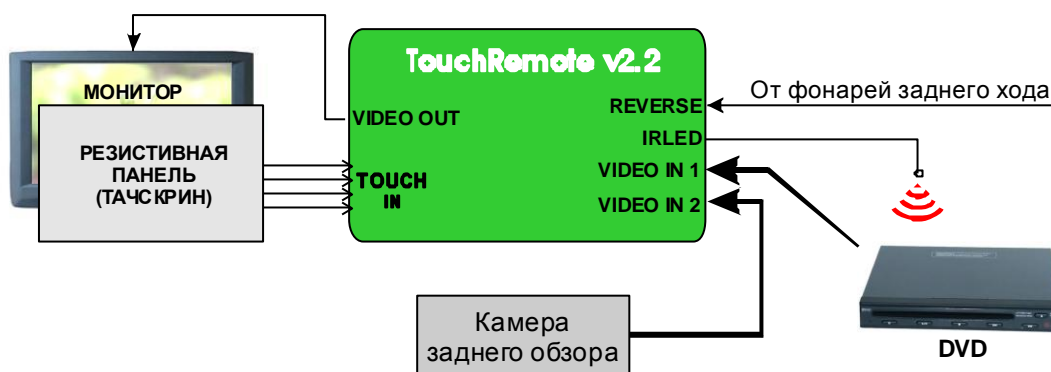 TouchRemote v2.2
МОНИТОР
РЕЗИСТИВНАЯ
ПАНЕЛЬ
(ТАЧСКРИН)
VIDEO OUT
TOUCH
IN
REVERSE
IRLED
VIDEO IN 1
VIDEO IN 2
От фонарей заднего хода
Камера
заднего обзора
DVD